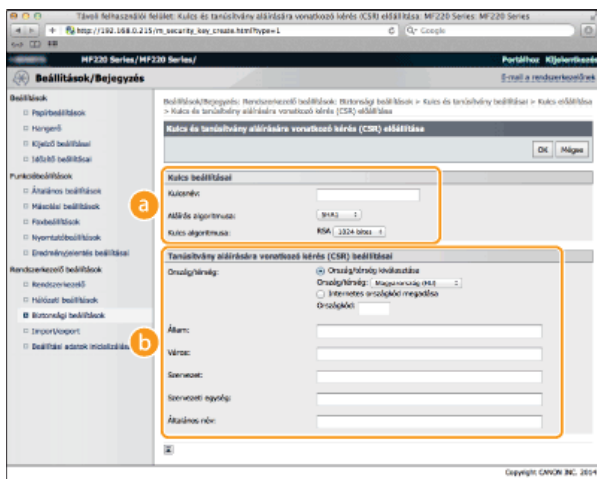 Távoli felhasználói felület: Kulcs és tanúsítvány aláírására vonatkozó kérés (CSR) előállítása: MF220 Series: MF220 Series
http://192.168.0.215/m_security_key_create.html?type=1
Google
MF220 Series/MF220 Series/
Portálhoz Kijelentkezés
Beállítások/Bejegyzés
E-mail a rendszerkezelőnek
Beállítások
Papírbeállítások
Hangerő
Kijelző beállításai
Időzítő beállításai
Funkcióbeállítások
Általános beállítások
Másolási beállítások
Faxbeállítások
Nyomtatóbeállítások
Eredményjelentés beállításai
Rendszerkezelő beállítások
Rendszerkezelő
Hálózati beállítások
Biztonsági beállítások
Import/export
Beállítási adatok inicializálása
Beállítás/Bejegyzés: Rendszerkezelő beállítások: Biztonsági beállítások > Kulcs és tanúsítvány beállításai > Kulcs előállítása
> Kulcs és tanúsítvány aláírására vonatkozó kérés (CSR) előállítása
Kulcs és tanúsítvány aláírására vonatkozó kérés (CSR) előállítása
OK Mégse
a
Kulcs beállításai
Kulcsnév:
Aláírás algoritmusa: SHA1
Kulcs algoritmusa: RSA 1024 bites
b
Tanúsítvány aláírására vonatkozó kérés (CSR) beállításai
Ország/térség: Ország/térség kiválasztása
Ország/térség: Magyarország (HU)
Internetes országkód megadása
Országkód:
Állam:
Város:
Szervezet:
Szervezeti egység:
Általános név:
Copyright CANON INC. 2014